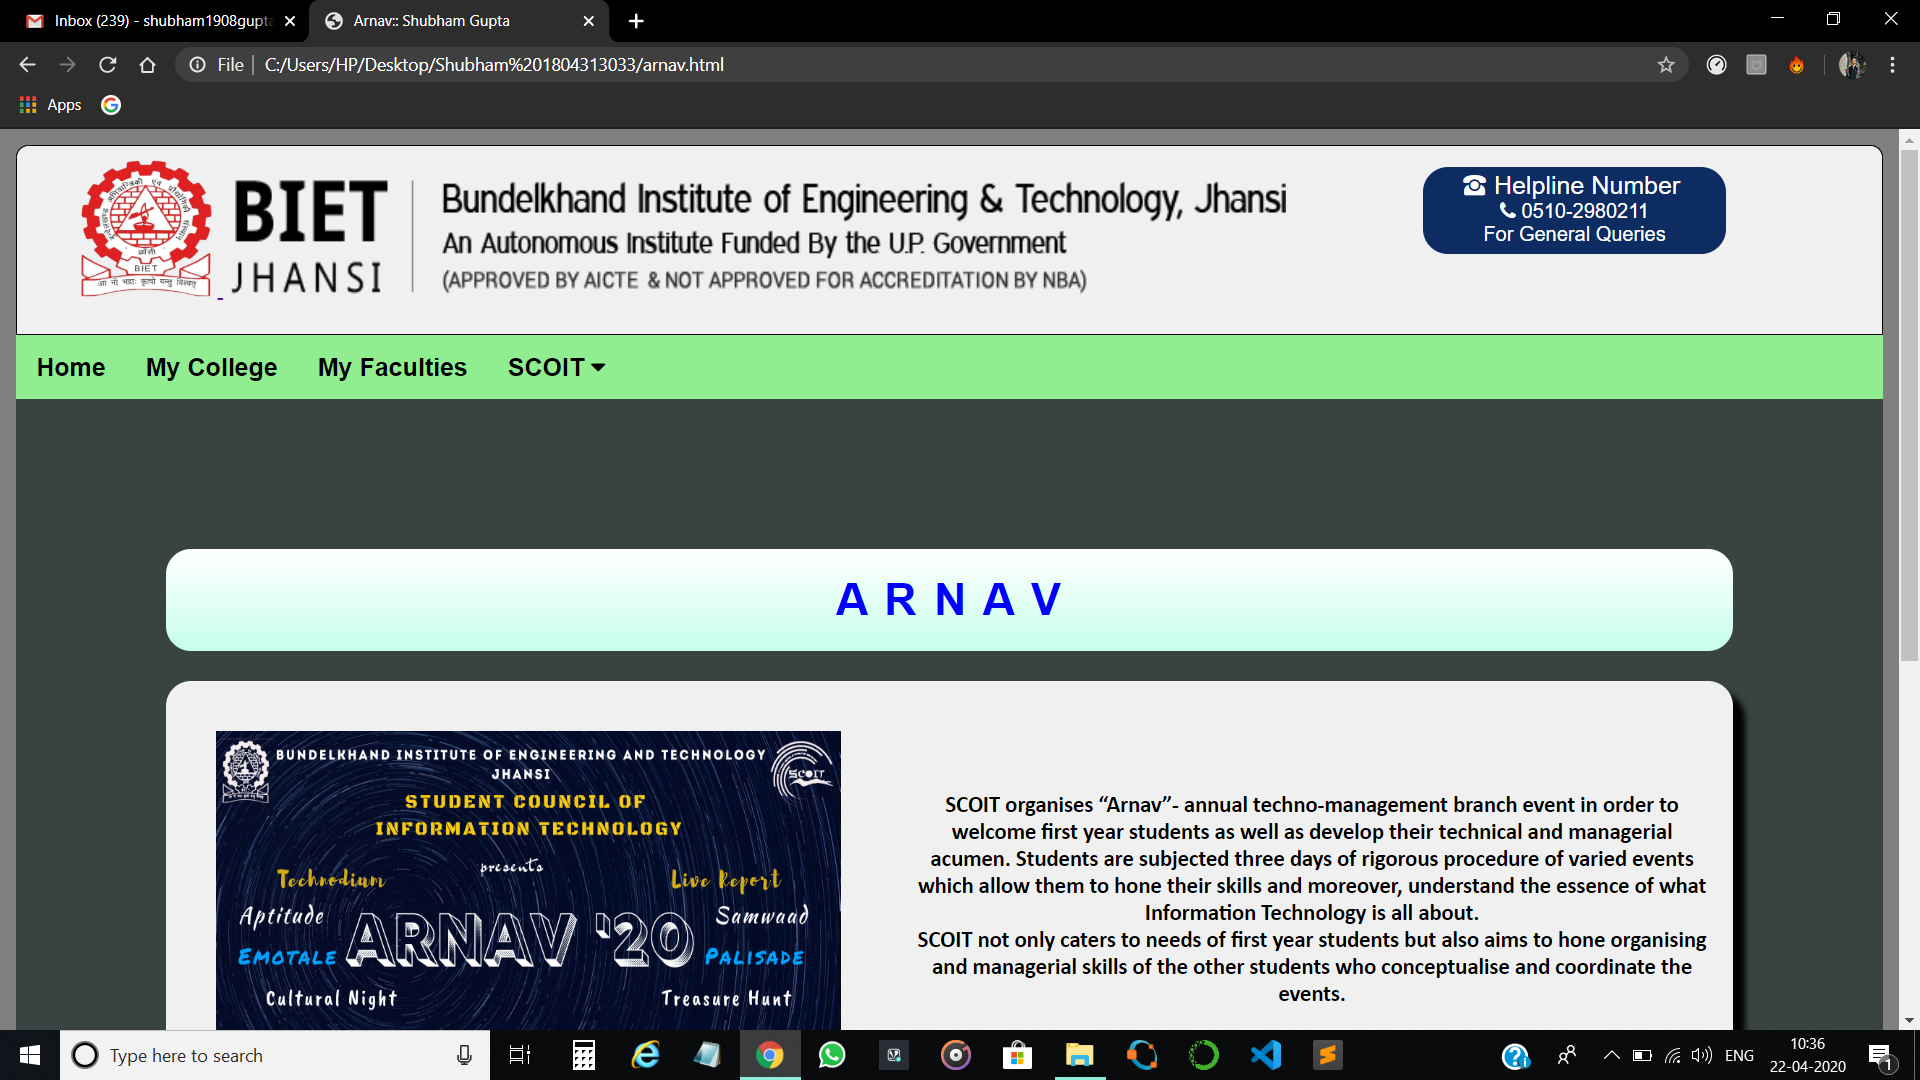 Inbox (239) - shubham1908gupta
Arnav:: Shubham Gupta
File
C:/Users/HP/Desktop/Shubham%201804313033/arnav.html
Apps
BIET
JHANSI
Bundelkhand Institute of Engineering & Technology, Jhansi
An Autonomous Institute Funded By the U.P. Government
(APPROVED BY AICTE & NOT APPROVED FOR ACCREDITATION BY NBA)
BIET
Helpline Number
0510-2980211
For General Queries
Home My College My Faculties SCOIT
A R N A V
BUNDELKHAND INSTITUTE OF ENGINEERING AND TECHNOLOGY
JHANSI
SCOIT
STUDENT COUNCIL OF
INFORMATION TECHNOLOGY
presents
Technodium
Live Report
Aptitude
ARNAV '20
Samwaad
EMOTALE
PALISADE
Cultural Night
Treasure Hunt
SCOIT organises “Arnav”- annual techno-management branch event in order to
welcome first year students as well as develop their technical and managerial
acumen. Students are subjected three days of rigorous procedure of varied events
which allow them to hone their skills and moreover, understand the essence of what
Information Technology is all about.
SCOIT not only caters to needs of first year students but also aims to hone organising
and managerial skills of the other students who conceptualise and coordinate the
events.
Type here to search
ENG
10:36
22-04-2020
1